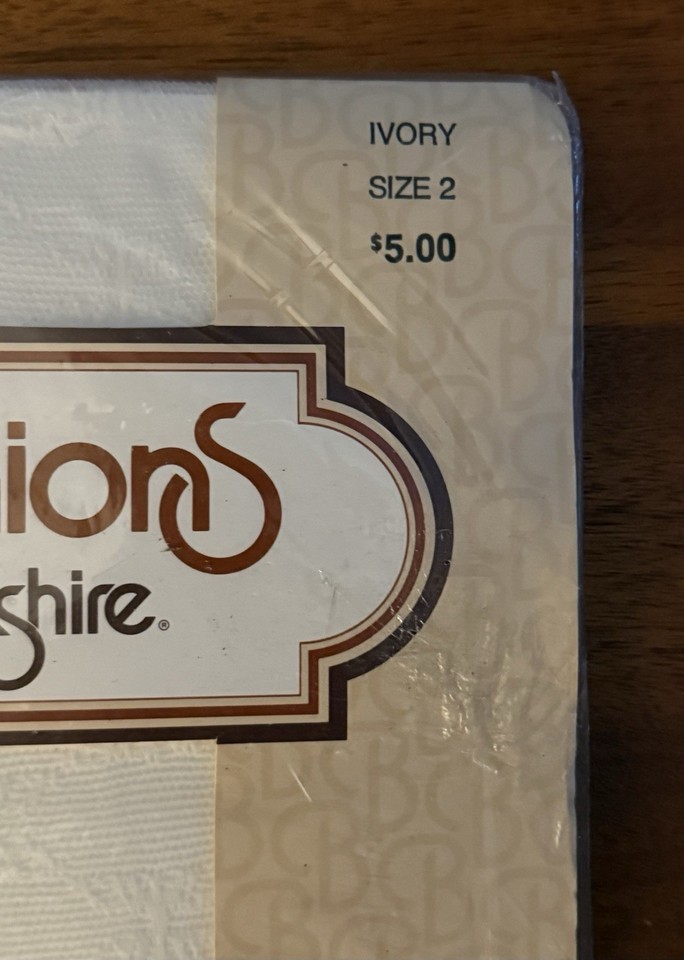 IVORY
SIZE 2
$5.00
ions
shire®